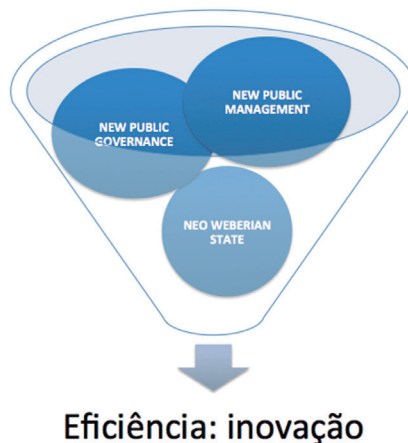 NEW PUBLIC
MANAGEMENT
NEW PUBLIC
GOVERNANCE
NEO WEBERIAN
STATE
Eficiência: inovação